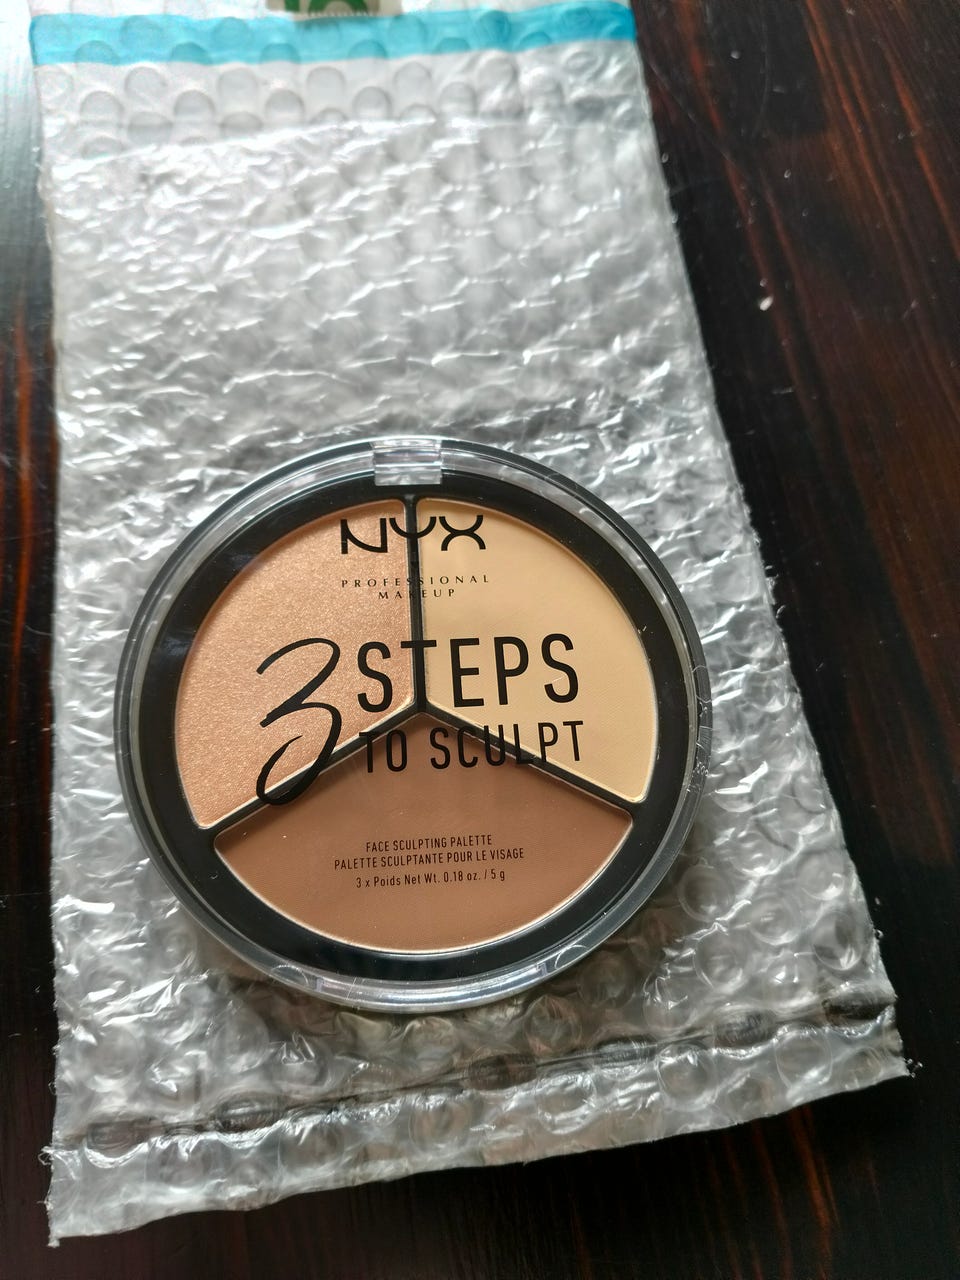 NYX
PROFESSIONAL
MAKEUP
3 STEPS
TO SCULPT
FACE SCULPTING PALETTE
PALETTE SCULPTANTE POUR LE VISAGE
3 x Poids Net Wt. 0.18 oz. / 5 g